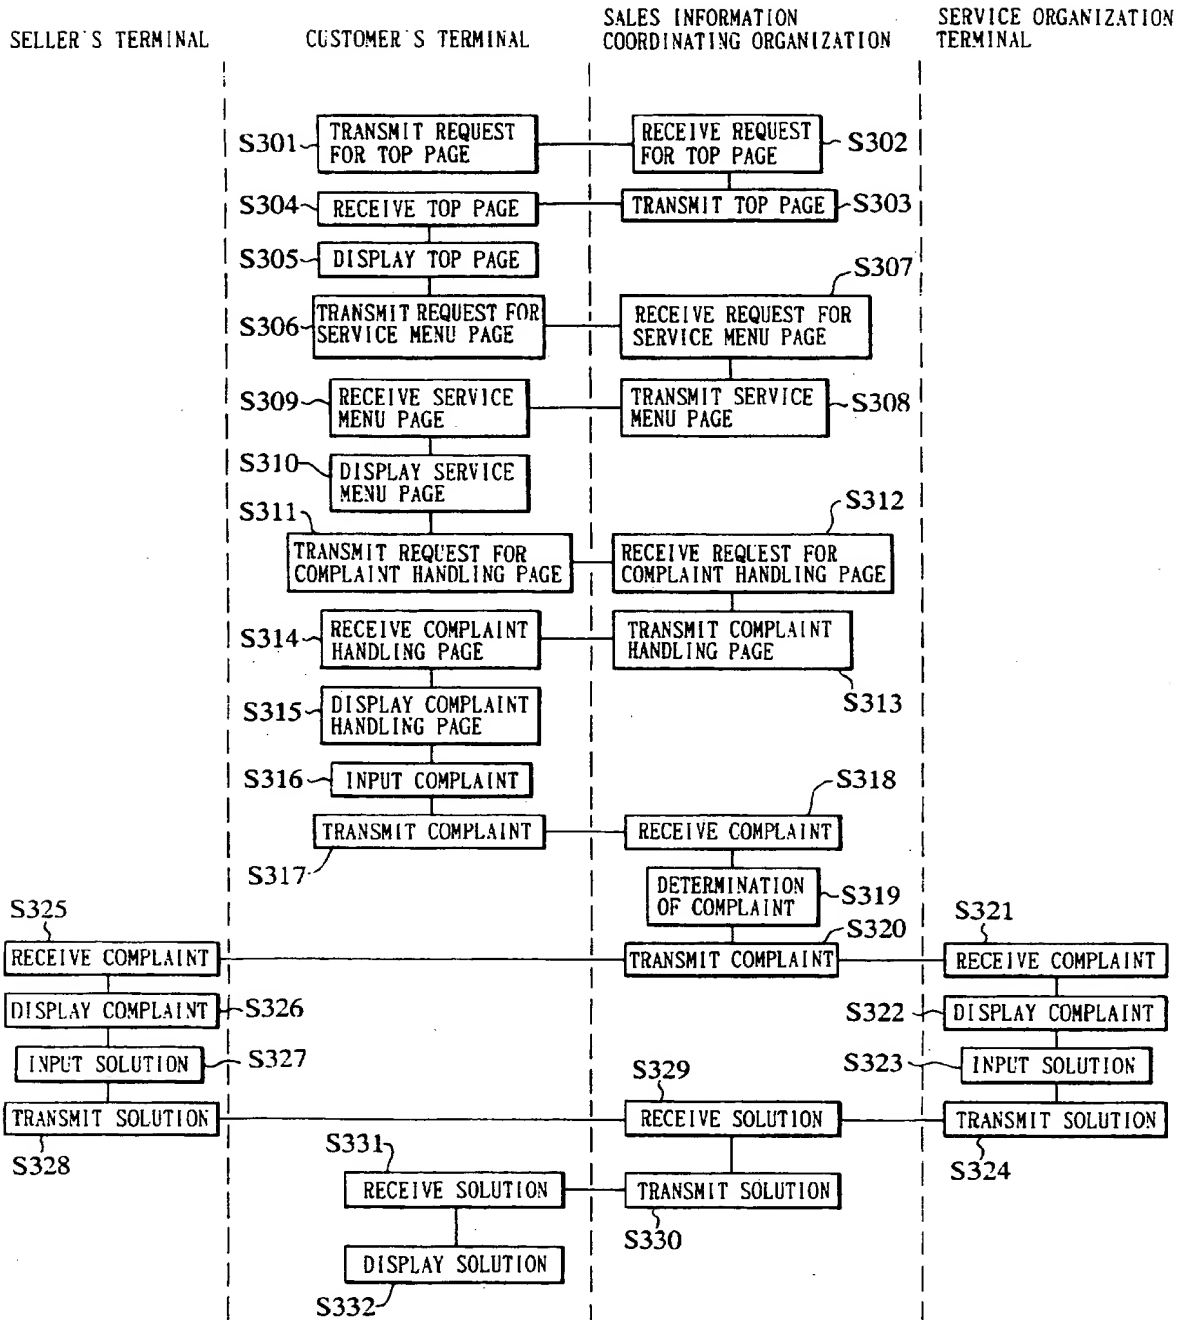 SELLER'S TERMINAL
CUSTOMER'S TERMINAL
SALES INFORMATION
COORDINATING ORGANIZATION
SERVICE ORGANIZATION
TERMINAL
S301
TRANSMIT REQUEST
FOR TOP PAGE
RECEIVE REQUEST
FOR TOP PAGE
S302
S304
RECEIVE TOP PAGE
TRANSMIT TOP PAGE
S303
S305
DISPLAY TOP PAGE
S307
S306
TRANSMIT REQUEST FOR
SERVICE MENU PAGE
RECEIVE REQUEST FOR
SERVICE MENU PAGE
S309
RECEIVE SERVICE
MENU PAGE
TRANSMIT SERVICE
MENU PAGE
S308
S310
DISPLAY SERVICE
MENU PAGE
S311
S312
TRANSMIT REQUEST FOR
COMPLAINT HANDLING PAGE
RECEIVE REQUEST FOR
COMPLAINT HANDLING PAGE
S314
RECEIVE COMPLAINT
HANDLING PAGE
TRANSMIT COMPLAINT
HANDLING PAGE
S313
S315
DISPLAY COMPLAINT
HANDLING PAGE
S316
INPUT COMPLAINT
S318
TRANSMIT COMPLAINT
RECEIVE COMPLAINT
S317
DETERMINATION
OF COMPLAINT
S319
S325
S320
S321
RECEIVE COMPLAINT
TRANSMIT COMPLAINT
RECEIVE COMPLAINT
DISPLAY COMPLAINT
S326
S322
DISPLAY COMPLAINT
INPUT SOLUTION
S327
S323
INPUT SOLUTION
S329
TRANSMIT SOLUTION
RECEIVE SOLUTION
TRANSMIT SOLUTION
S328
S324
S331
RECEIVE SOLUTION
TRANSMIT SOLUTION
S330
DISPLAY SOLUTION
S332